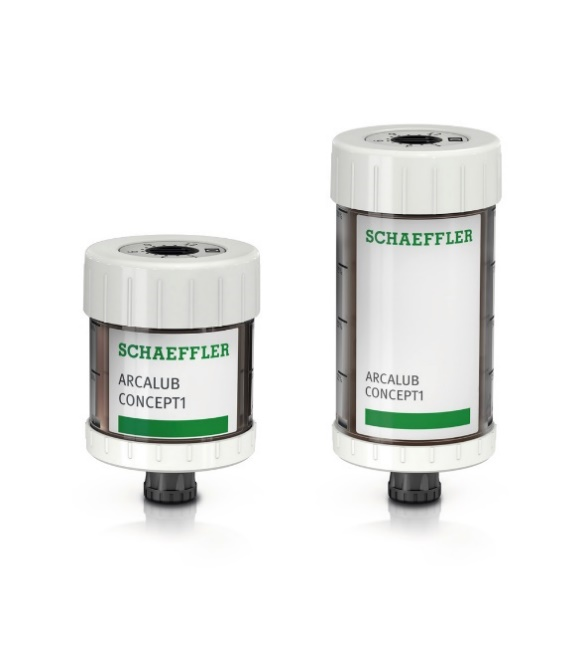 SCHAEFFLER
ARCALUB
CONCEPT1
SCHAEFFLER
ARCALUB
CONCEPT1